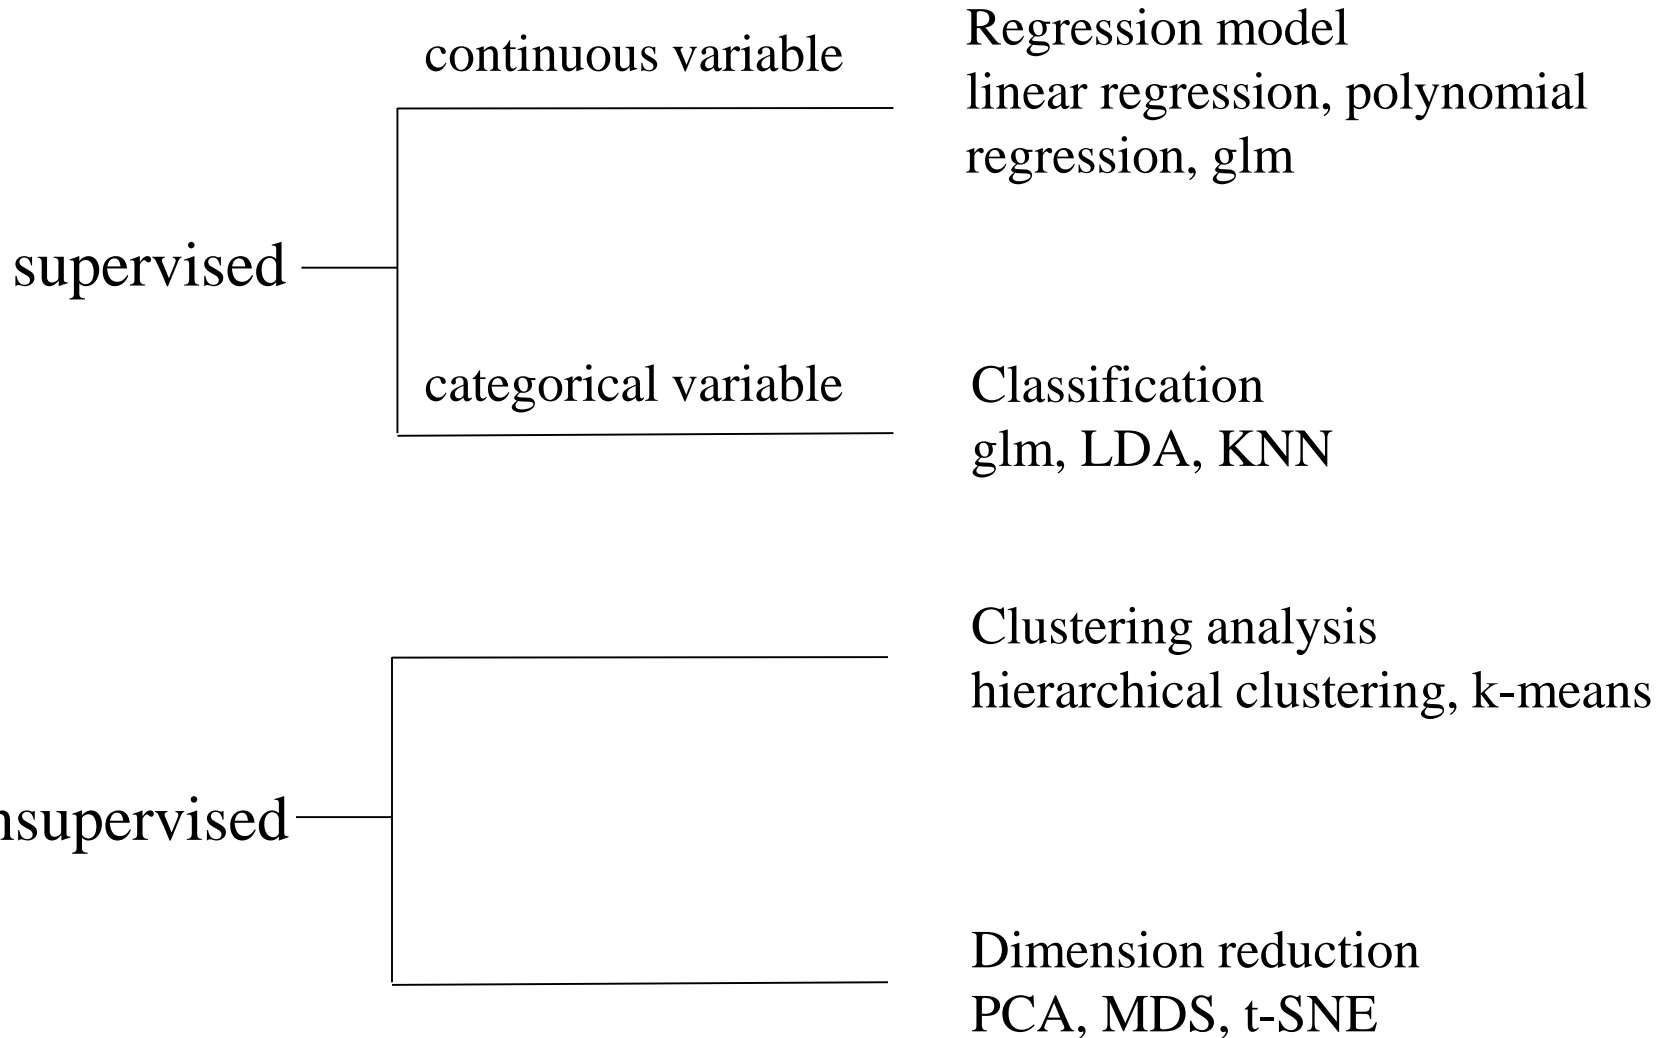 continuous variable
Regression model
linear regression, polynomial
regression, glm
supervised
categorical variable
Classification
glm, LDA, KNN
Clustering analysis
hierarchical clustering, k-means
nsupervised
Dimension reduction
PCA, MDS, t-SNE